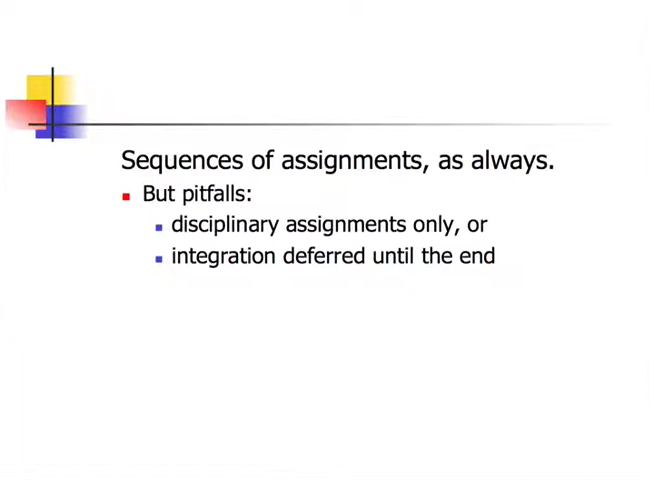 Sequences of assignments, as always.
But pitfalls:
disciplinary assignments only, or
integration deferred until the end